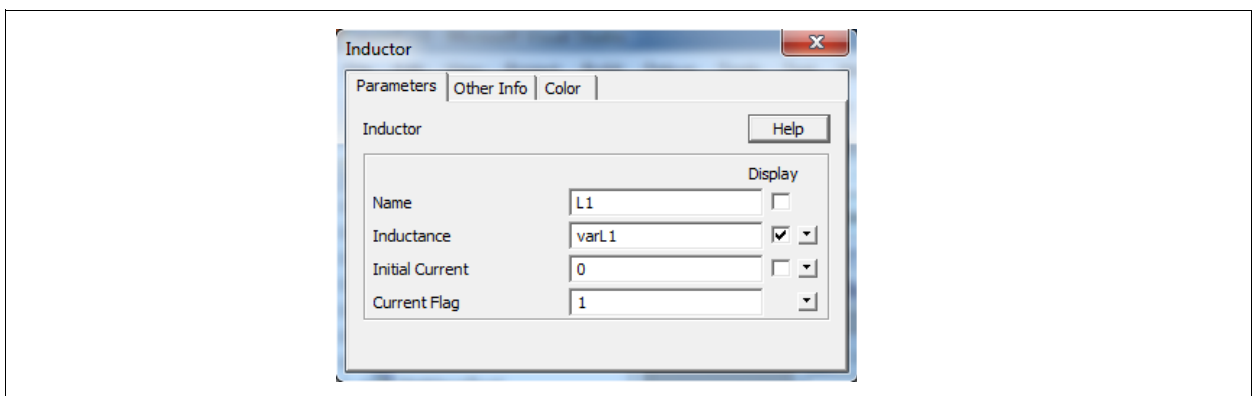 Inductor
Parameters Other Info Color
Inductor Help
Display
Name L1
Inductance varL1
Initial Current 0
Current Flag 1